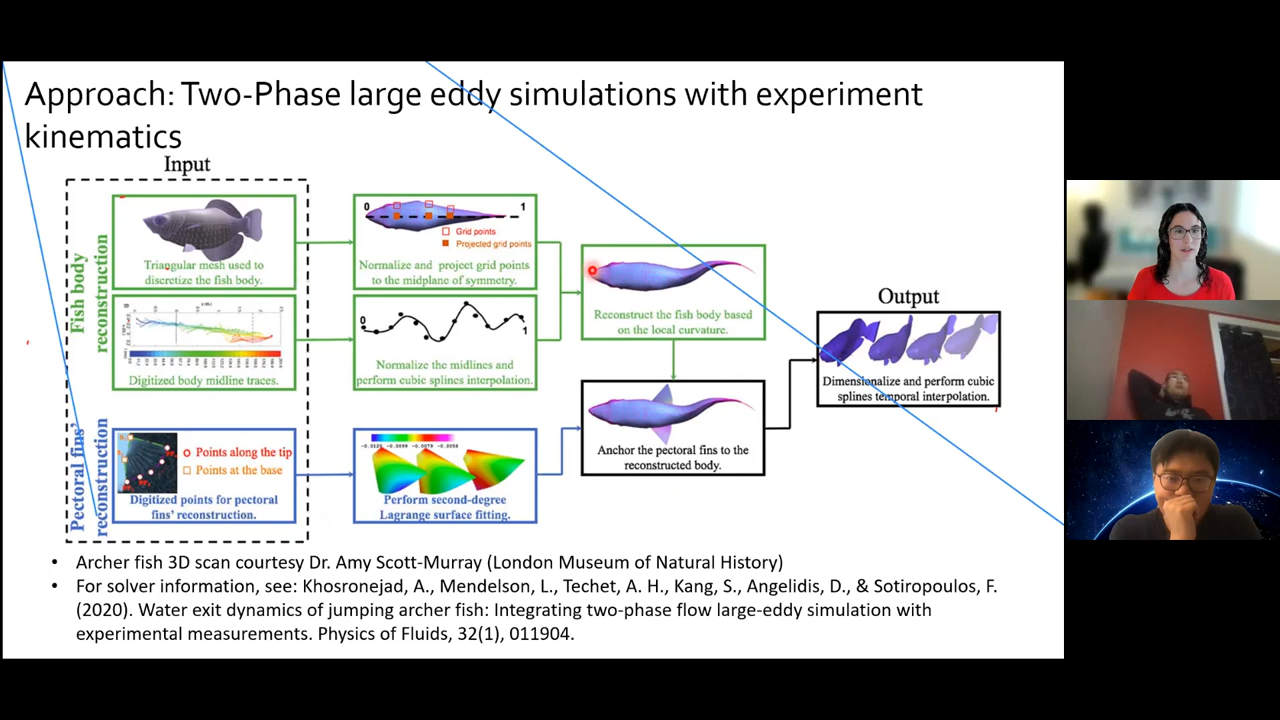 Approach: Two-Phase large eddy simulations with experiment
kinematics
Input
Fish body
reconstruction
Triangular mesh used to
discretize the fish body.
Digitized body midline traces.
0
1
Grid points
Projected grid points
Normalize and project grid points
to the midplane of symmetry.
0
1
Normalize the midlines and
perform cubic splines interpolation.
Reconstruct the fish body based
on the local curvature.
Output
Dimensionalize and perform cubic
splines temporal interpolation.
Pectoral fins'
reconstruction
Points along the tip
Points at the base
Digitized points for pectoral
fins' reconstruction.
Perform second-degree
Lagrange surface fitting.
Anchor the pectoral fins to the
reconstructed body.
• Archer fish 3D scan courtesy Dr. Amy Scott-Murray (London Museum of Natural History)
• For solver information, see: Khosronejad, A., Mendelson, L., Techet, A. H., Kang, S., Angelidis, D., & Sotiropoulos, F.
(2020). Water exit dynamics of jumping archer fish: Integrating two-phase flow large-eddy simulation with
experimental measurements. Physics of Fluids, 32(1), 011904.